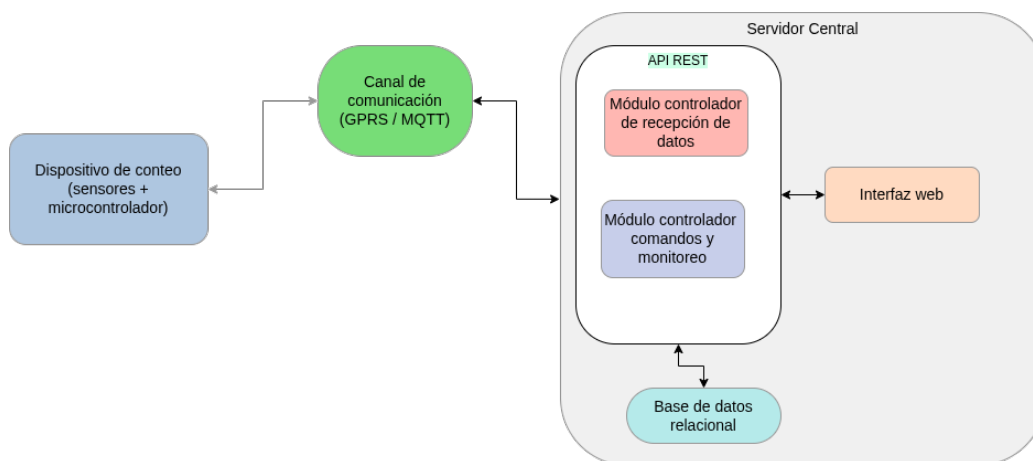 Servidor Central
API REST
Canal de
comunicación
(GPRS / MQTT)
Módulo controlador
de recepción de
datos
Dispositivo de conteo
(sensores +
microcontrolador)
Interfaz web
Módulo controlador
comandos y
monitoreo
Base de datos
relacional